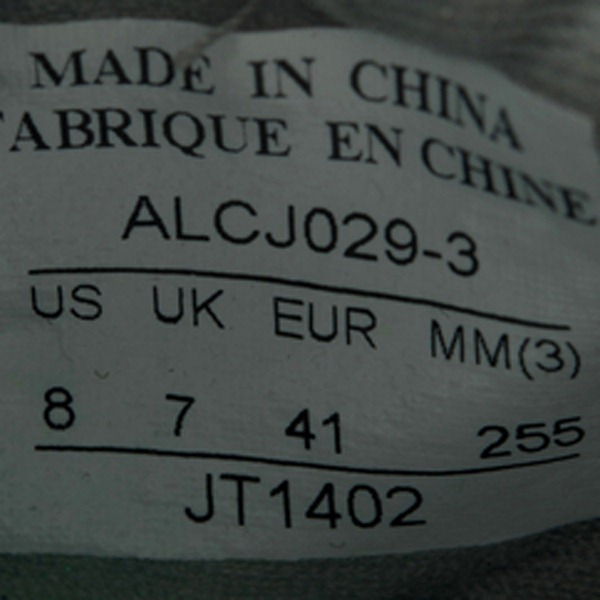 MADE IN CHINA
FABRIQUE EN CHINE
ALCJ029-3
US UK EUR MM(3)
8 7 41 255
JT1402